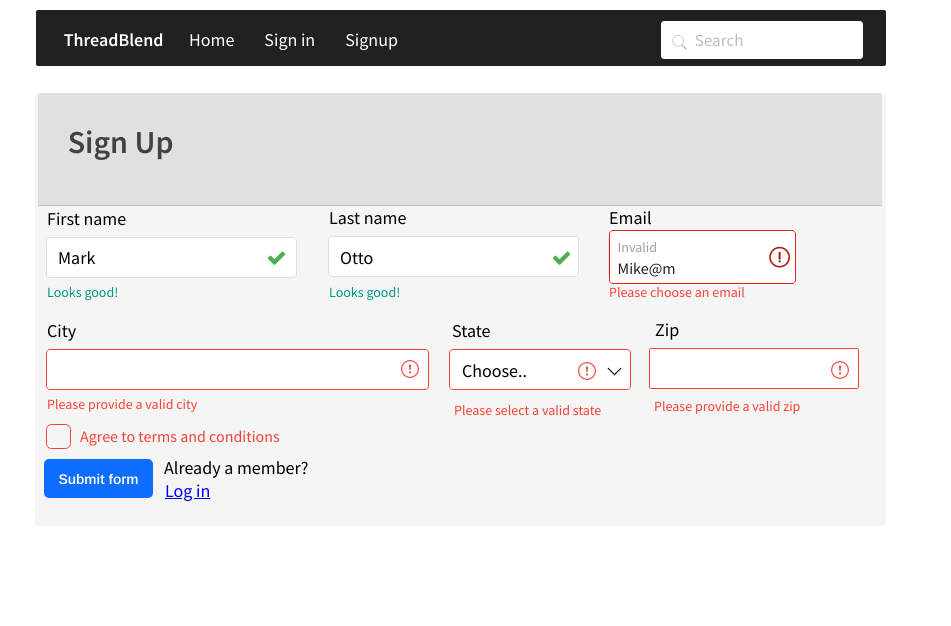 ThreadBlend Home Sign in Signup Search
Sign Up
First name Last name Email
Mark Otto Invalid
Mike@m
Looks good! Looks good! Please choose an email
City State Zip
Choose..
Please provide a valid city Please select a valid state Please provide a valid zip
Agree to terms and conditions
Submit form Already a member?
Log in